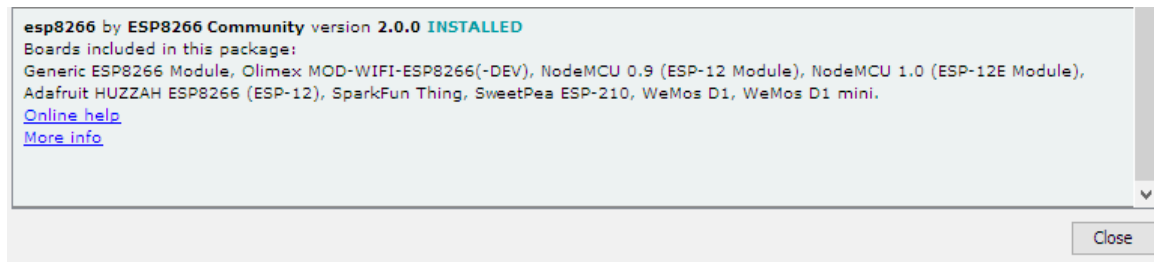 esp8266 by ESP8266 Community version 2.0.0 INSTALLED
Boards included in this package:
Generic ESP8266 Module, Olimex MOD-WIFI-ESP8266(-DEV), NodeMCU 0.9 (ESP-12 Module), NodeMCU 1.0 (ESP-12E Module),
Adafruit HUZZAH ESP8266 (ESP-12), SparkFun Thing, SweetPea ESP-210, WeMos D1, WeMos D1 mini.
Online help
More info
Close